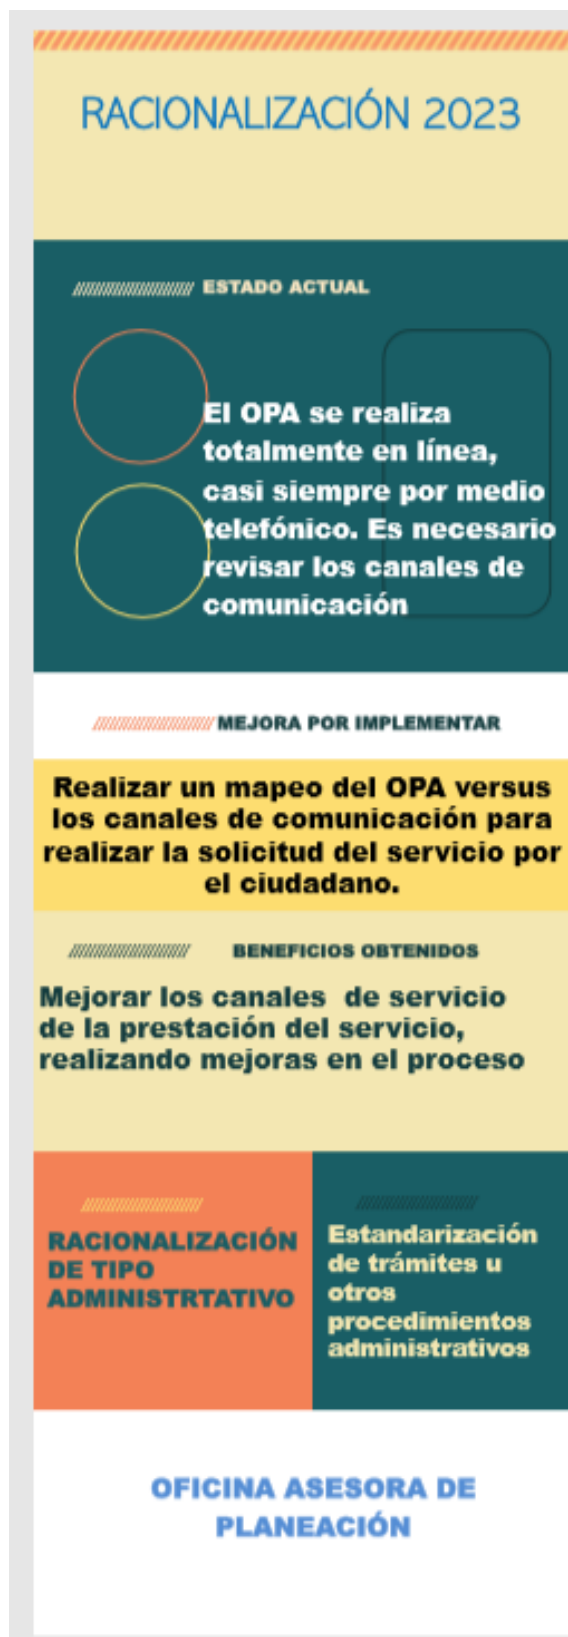 RACIONALIZACIÓN 2023
ESTADO ACTUAL
El OPA se realiza
totalmente en línea,
casi siempre por medio
telefónico. Es necesario
revisar los canales de
comunicación
MEJORA POR IMPLEMENTAR
Realizar un mapeo del OPA versus
los canales de comunicación para
realizar la solicitud del servicio por
el ciudadano.
BENEFICIOS OBTENIDOS
Mejorar los canales de servicio
de la prestación del servicio,
realizando mejoras en el proceso
RACIONALIZACIÓN
DE TIPO
ADMINISTRTATIVO
Estandarización
de trámites u
otros
procedimientos
administrativos
OFICINA ASESORA DE
PLANEACIÓN